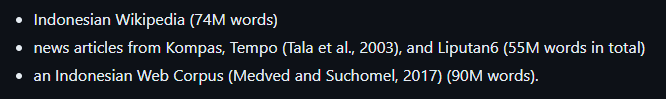 • Indonesian Wikipedia (74M words)
• news articles from Kompas, Tempo (Tala et al., 2003), and Liputan6 (55M words in total)
• an Indonesian Web Corpus (Medved and Suchomel, 2017) (90M words).